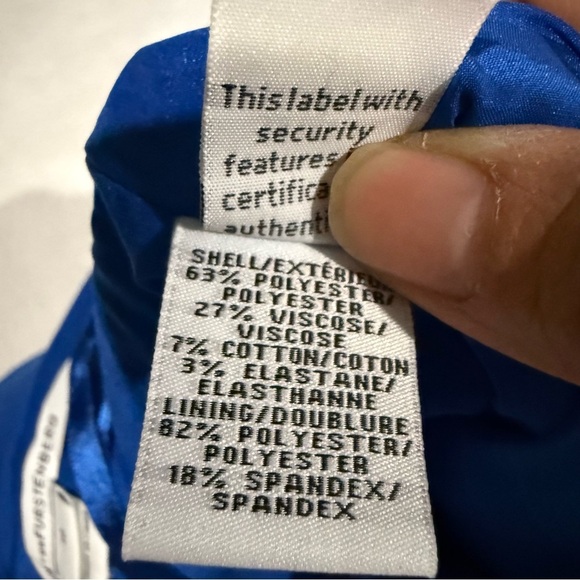 This label with
security
features
SHELL/EXTÉRIEUR
63% POLYESTER/
POLYESTER
27% VISCOSE/
VISCOSE
7% COTTON/COTON
3% ELASTANE/
ELASTHANNE
LINING/DOUBLURE
82% POLYESTER/
POLYESTER
18% SPANDEX/
SPANDEX